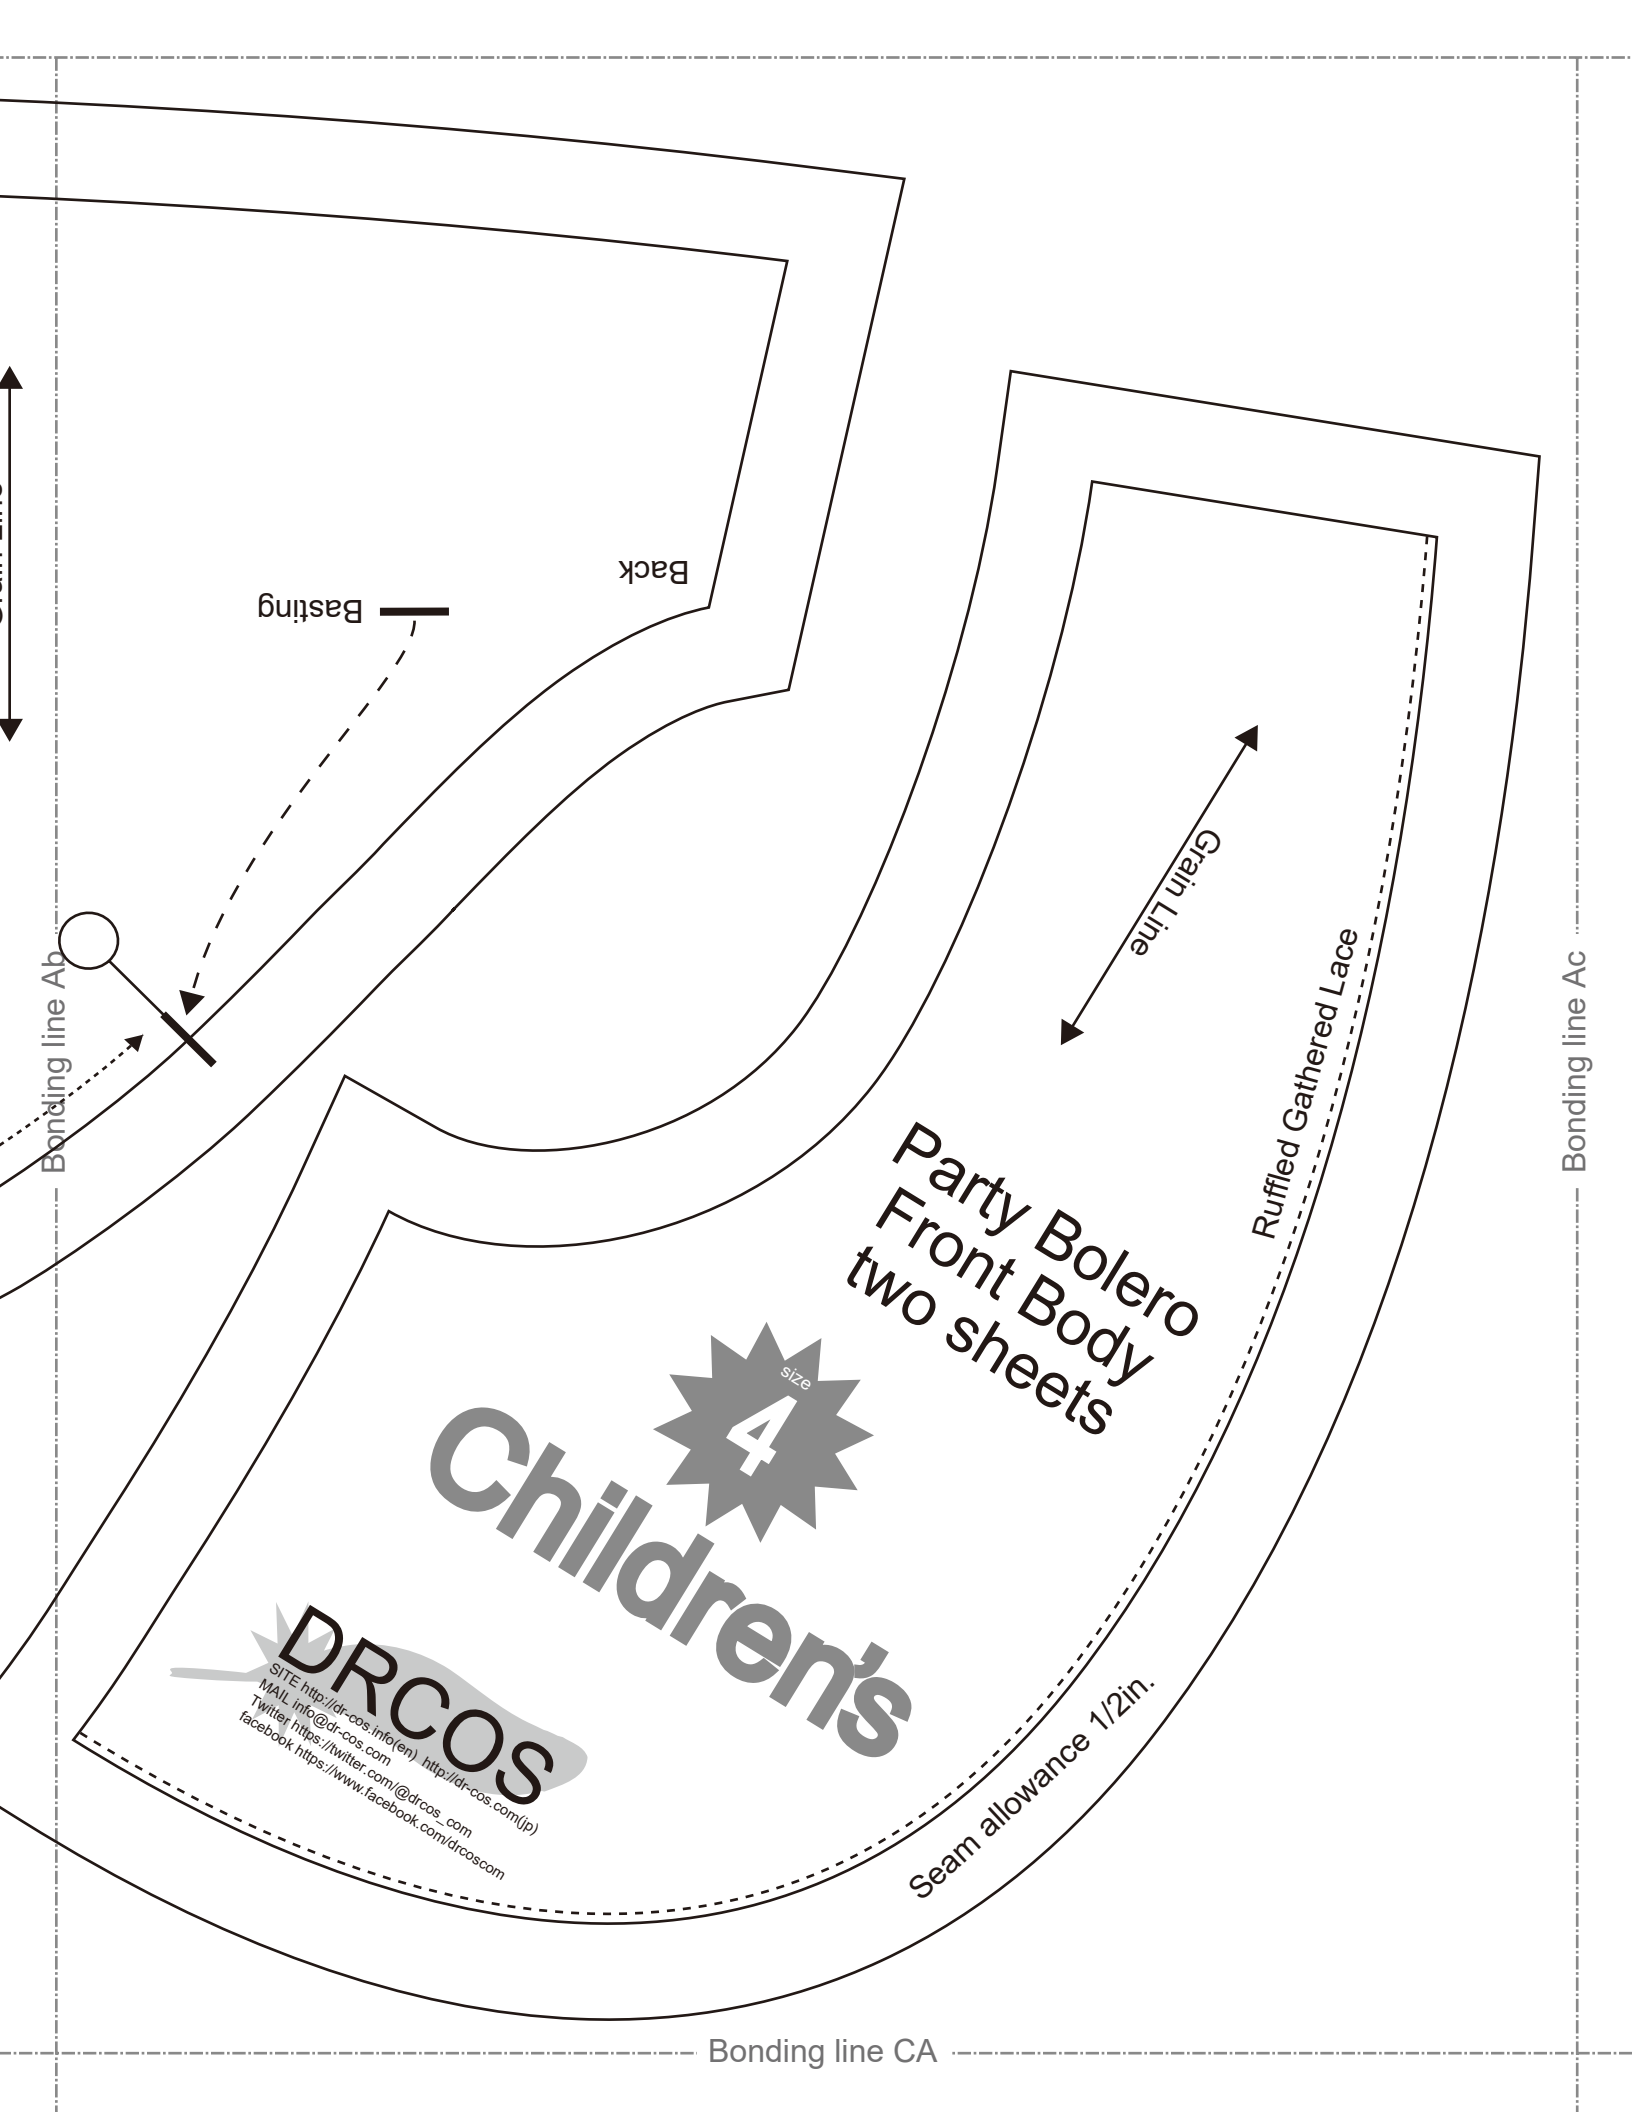 Back
Basting
Grain Line
Bonding line Ab
Bonding line Ac
Ruffled Gathered Lace
Party Bolero
Front Body
two sheets
size
4
Children's
DRCOS
SITE http://dr-cos.info(en) http://dr-cos.com(jp)
MAIL info@dr-cos.com
Twitter https://twitter.com/@drcos_com
facebook https://www.facebook.com/drcoscom
Seam allowance 1/2in.
Bonding line CA